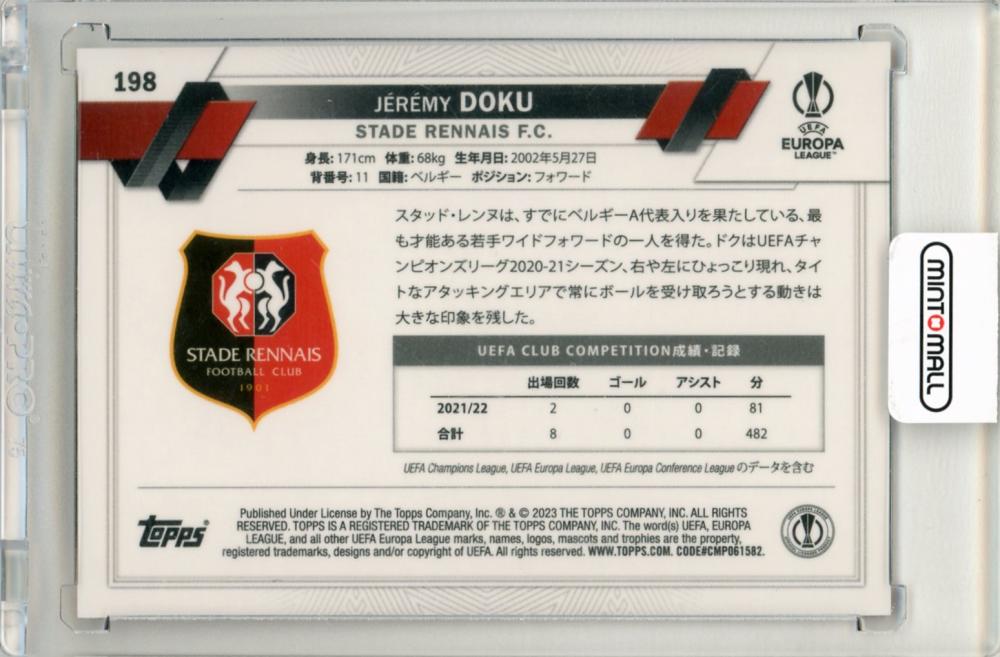 198
JÉRÉMY DOKU
STADE RENNAIS F.C.
UEFA
EUROPA
LEAGUE™
身長: 171cm 体重: 68kg 生年月日: 2002年5月27日
背番号: 11 国籍: ベルギー ポジション: フォワード
スタッド・レンヌは、すでにベルギーA代表入りを果たしている、最
も才能ある若手ワイドフォワードの一人を得た。ドクはUEFAチャ
ンピオンズリーグ2020-21シーズン、右や左にひょっこり現れ、タイ
トなアタッキングエリアで常にボールを受け取ろうとする動きは
大きな印象を残した。
STADE RENNAIS
FOOTBALL CLUB
1901
UEFA CLUB COMPETITION成績・記録
出場回数 ゴール アシスト 分
2021/22 2 0 0 81
合計 8 0 0 482
UEFA Champions League, UEFA Europa League, UEFA Europa Conference League のデータを含む
MINT MALL
topps®
Published Under License by The Topps Company, Inc. ® & © 2023 THE TOPPS COMPANY, INC. ALL RIGHTS
RESERVED. TOPPS IS A REGISTERED TRADEMARK OF THE TOPPS COMPANY, INC. The word(s) UEFA, EUROPA
LEAGUE, and all other UEFA Europa League marks, names, logos, mascots and trophies are the property,
registered trademarks, designs and/or copyright of UEFA. All rights reserved. WWW.TOPPS.COM. CODE#CMP061582.